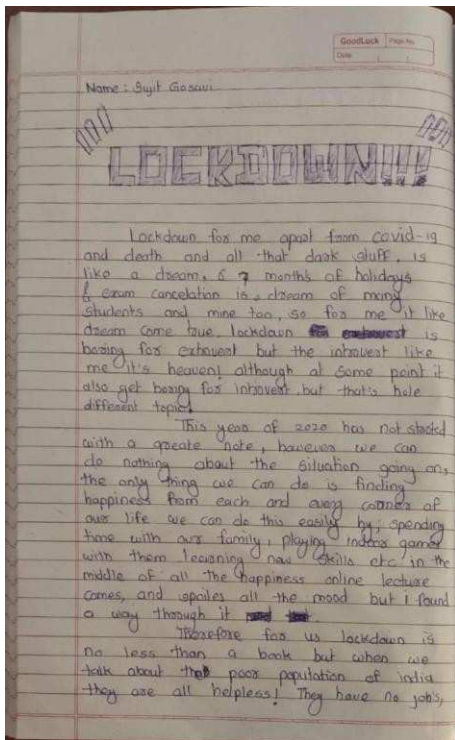 GoodLuck Page No.
Date
Name : Sujit Gosavi
LOCKDOWN!!!
Lockdown for me apart from covid-19
and death and all that dark stuff, is
like a dream, 6 7 months of holidays
& exam cancelation is a dream of many
students and mine too, so for me it like
dream come true, lockdown is
boring for extrovert but the introvert like
me it's heaven! although at some point it
also get boring for introvert but that's hole
different topic!
This year of 2020 has not started
with a greate note, however we can
do nothing about the situation going on,
the only thing we can do is finding
happiness from each and every corner of
our life we can do this easily by, spending
time with our family, playing indoor games
with them learning new skills etc in the
middle of all the happiness online lecture
comes, and spoiles all the mood but I found
a way through it
Therefore for us lockdown is
no less than a book but when we
talk about the poor population of india
they are all helpless! They have no job's,